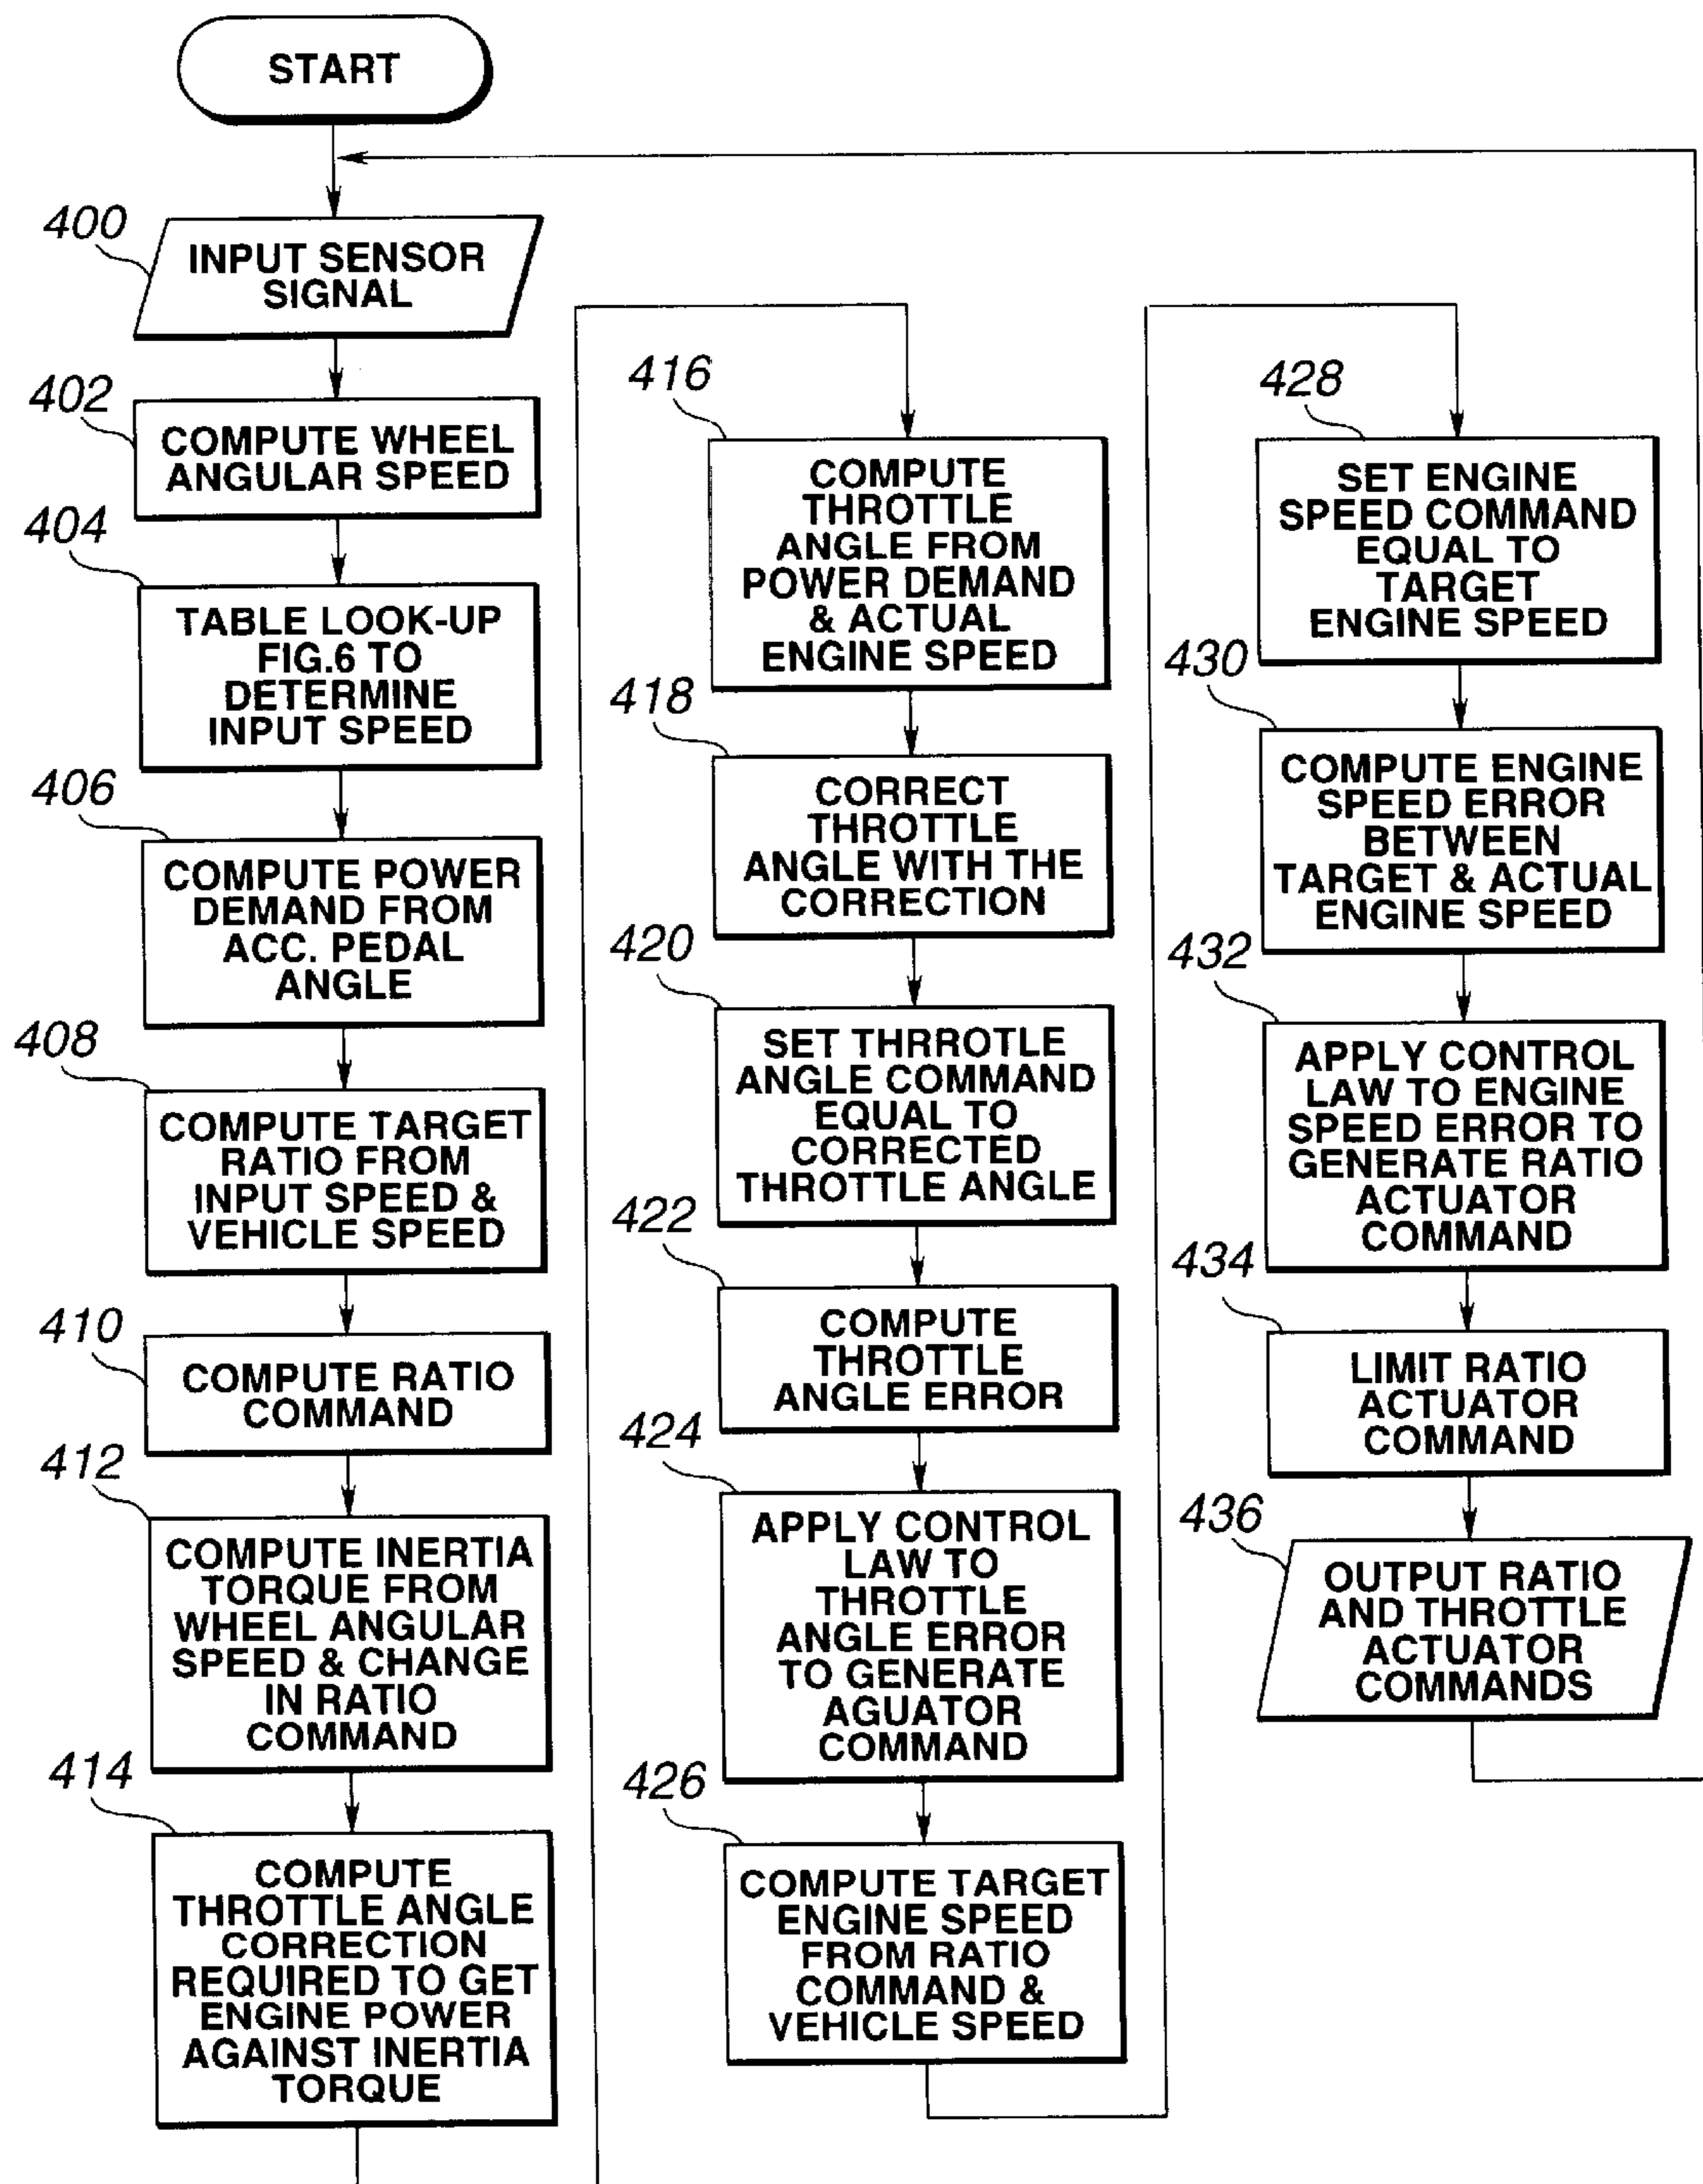 START
400
INPUT SENSOR
SIGNAL
402
COMPUTE WHEEL
ANGULAR SPEED
404
TABLE LOOK-UP
FIG.6 TO
DETERMINE
INPUT SPEED
406
COMPUTE POWER
DEMAND FROM
ACC. PEDAL
ANGLE
408
COMPUTE TARGET
RATIO FROM
INPUT SPEED &
VEHICLE SPEED
410
COMPUTE RATIO
COMMAND
412
COMPUTE INERTIA
TORQUE FROM
WHEEL ANGULAR
SPEED & CHANGE
IN RATIO
COMMAND
414
COMPUTE
THROTTLE ANGLE
CORRECTION
REQUIRED TO GET
ENGINE POWER
AGAINST INERTIA
TORQUE
416
COMPUTE
THROTTLE
ANGLE FROM
POWER DEMAND
& ACTUAL
ENGINE SPEED
418
CORRECT
THROTTLE
ANGLE WITH THE
CORRECTION
420
SET THRROTLE
ANGLE COMMAND
EQUAL TO
CORRECTED
THROTTLE ANGLE
422
COMPUTE
THROTTLE
ANGLE ERROR
424
APPLY CONTROL
LAW TO
THROTTLE
ANGLE ERROR
TO GENERATE
AGUATOR
COMMAND
426
COMPUTE TARGET
ENGINE SPEED
FROM RATIO
COMMAND &
VEHICLE SPEED
428
SET ENGINE
SPEED COMMAND
EQUAL TO
TARGET
ENGINE SPEED
430
COMPUTE ENGINE
SPEED ERROR
BETWEEN
TARGET & ACTUAL
ENGINE SPEED
432
APPLY CONTROL
LAW TO ENGINE
SPEED ERROR TO
GENERATE RATIO
ACTUATOR
COMMAND
434
LIMIT RATIO
ACTUATOR
COMMAND
436
OUTPUT RATIO
AND THROTTLE
ACTUATOR
COMMANDS